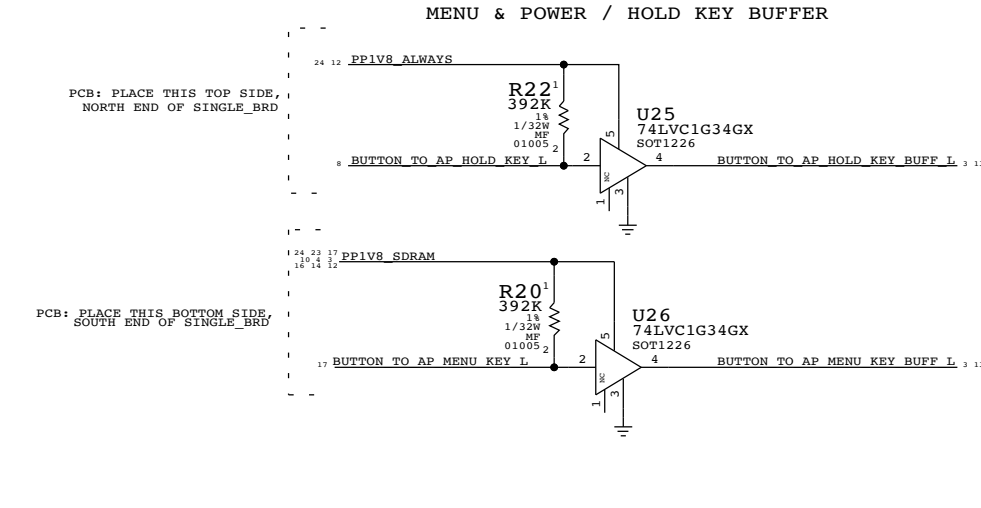 MENU & POWER / HOLD KEY BUFFER
24 12 PP1V8_ALWAYS
PCB: PLACE THIS TOP SIDE,
NORTH END OF SINGLE_BRD
R22 1
392K
1%
1/32W
MF
01005 2
U25
74LVC1G34GX
SOT1226
5
8 BUTTON_TO_AP_HOLD_KEY_L 2 4 BUTTON_TO_AP_HOLD_KEY_BUFF_L 3
NC
1 3
24 23 17
10 4 3
16 14 12
PP1V8_SDRAM
PCB: PLACE THIS BOTTOM SIDE,
SOUTH END OF SINGLE_BRD
R20 1
392K
1%
1/32W
MF
01005 2
U26
74LVC1G34GX
SOT1226
5
17 BUTTON_TO_AP_MENU_KEY_L 2 4 BUTTON_TO_AP_MENU_KEY_BUFF_L 3
NC
1 3